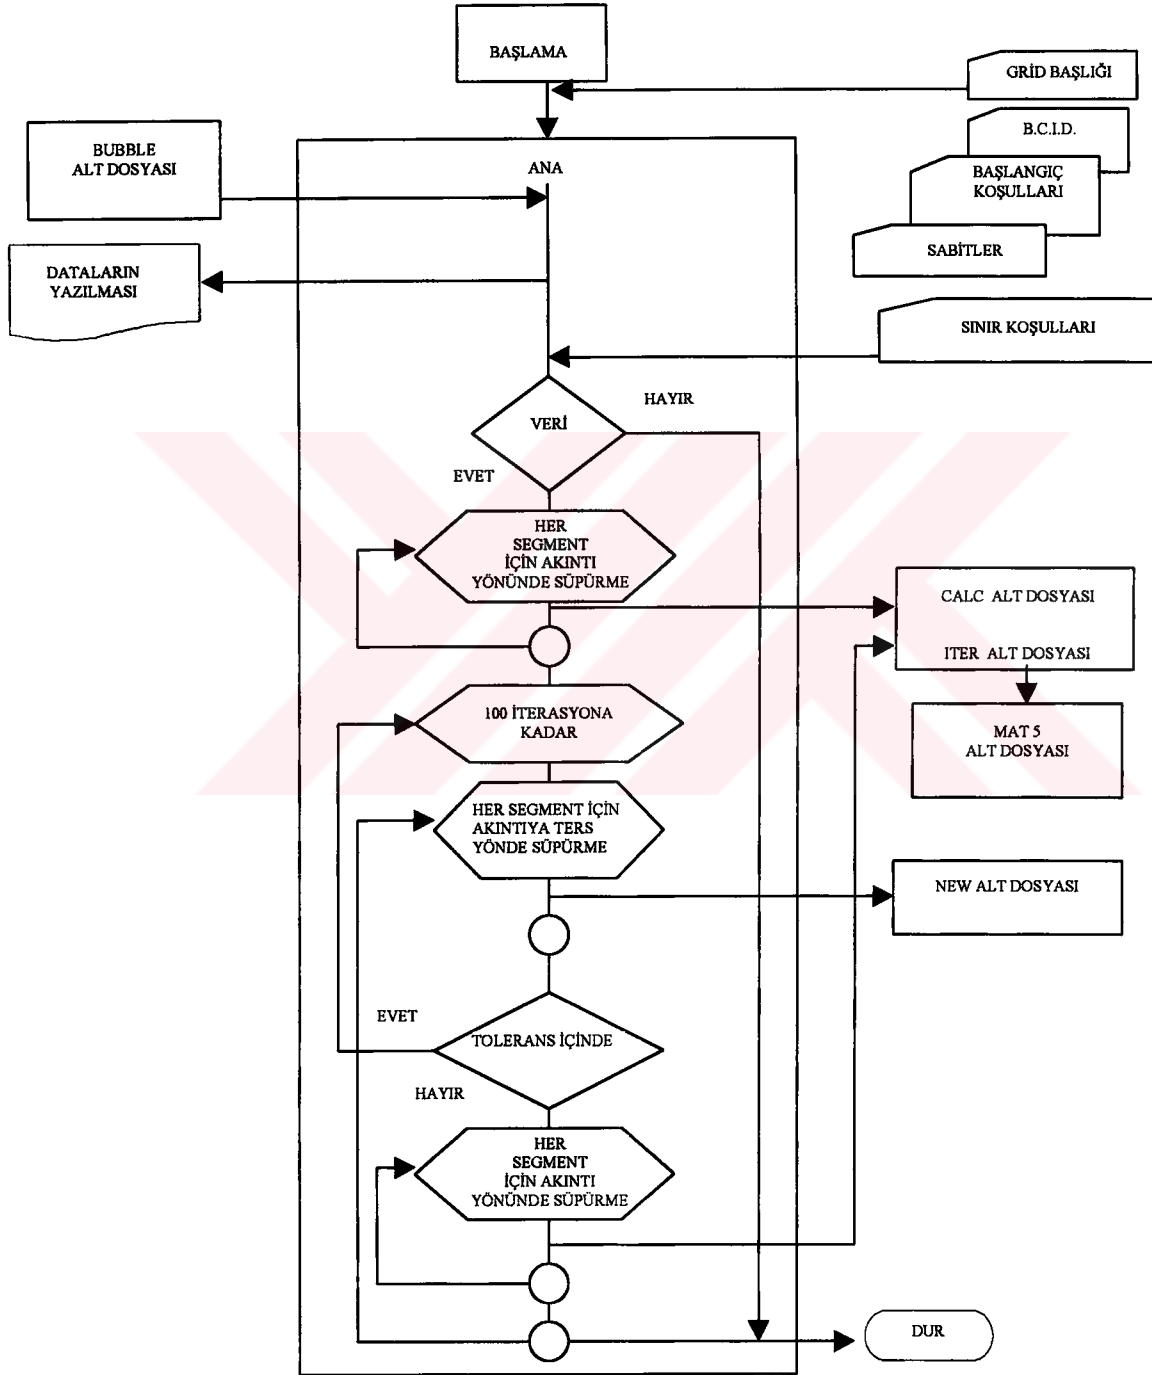 BAŞLAMA
GRİD BAŞLIĞI
B.C.I.D.
BAŞLANGIÇ
KOŞULLARI
SABİTLER
BUBBLE
ALT DOSYASI
ANA
DATALARIN
YAZILMASI
SINIR KOŞULLARI
HAYIR
VERİ
EVET
HER
SEGMENT
İÇİN AKINTI
YÖNÜNDE SÜPÜRME
CALC ALT DOSYASI
ITER ALT DOSYASI
100 İTERASYONA
KADAR
MAT 5
ALT DOSYASI
HER SEGMENT İÇİN
AKINTIYA TERS
YÖNDE SÜPÜRME
NEW ALT DOSYASI
EVET
TOLERANS İÇİNDE
HAYIR
HER
SEGMENT
İÇİN AKINTI
YÖNÜNDE SÜPÜRME
DUR